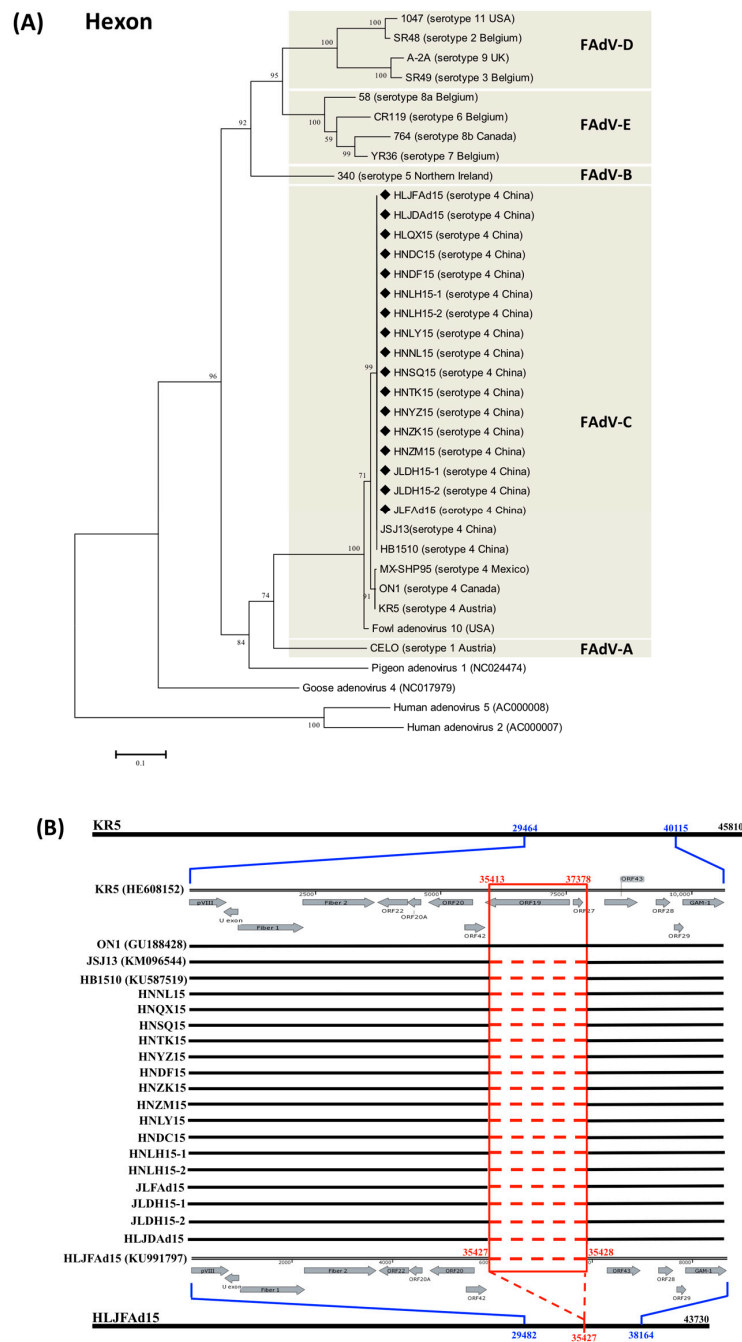 (A) Hexon
1047 (serotype 11 USA)
SR48 (serotype 2 Belgium)
A-2A (serotype 9 UK)
SR49 (serotype 3 Belgium)
FAdV-D
58 (serotype 8a Belgium)
CR119 (serotype 6 Belgium)
764 (serotype 8b Canada)
YR36 (serotype 7 Belgium)
FAdV-E
340 (serotype 5 Northern Ireland)
FAdV-B
HLJFAd15 (serotype 4 China)
HLJDAd15 (serotype 4 China)
HLQX15 (serotype 4 China)
HNDC15 (serotype 4 China)
HNDF15 (serotype 4 China)
HNLH15-1 (serotype 4 China)
HNLH15-2 (serotype 4 China)
HNLY15 (serotype 4 China)
HNNL15 (serotype 4 China)
HNSQ15 (serotype 4 China)
HNTK15 (serotype 4 China)
HNYZ15 (serotype 4 China)
HNZK15 (serotype 4 China)
HNZM15 (serotype 4 China)
JLDH15-1 (serotype 4 China)
JLDH15-2 (serotype 4 China)
JLFAd15 (serotype 4 China)
JSJ13(serotype 4 China)
HB1510 (serotype 4 China)
MX-SHP95 (serotype 4 Mexico)
ON1 (serotype 4 Canada)
KR5 (serotype 4 Austria)
Fowl adenovirus 10 (USA)
FAdV-C
CELO (serotype 1 Austria)
FAdV-A
Pigeon adenovirus 1 (NC024474)
Goose adenovirus 4 (NC017979)
Human adenovirus 5 (AC000008)
Human adenovirus 2 (AC000007)
100
100
100
95
100
59
99
92
96
99
71
100
91
74
84
100
0.1
(B)
KR5
29464 40115 45810
35413 37378
KR5 (HE608152)
2500 5000 7500 10,000
ORF43
pVIII Fiber 2 ORF20 ORF19 GAM-1
U exon ORF22 ORF27 ORF28
ORF20A
Fiber 1 ORF42 ORF29
ON1 (GU188428)
JSJ13 (KM096544)
HB1510 (KU587519)
HNNL15
HNQX15
HNSQ15
HNTK15
HNYZ15
HNDF15
HNZK15
HNZM15
HNLY15
HNDC15
HNLH15-1
HNLH15-2
JLFAd15
JLDH15-1
JLDH15-2
HLJDAd15
35427 35428
HLJFAd15 (KU991797)
2000 4000 8000
pVIII Fiber 2 ORF22 ORF20 ORF43 GAM-1
U exon ORF20A ORF28
Fiber 1 ORF42 ORF29
43730
HLJFAd15
29482 35427 38164